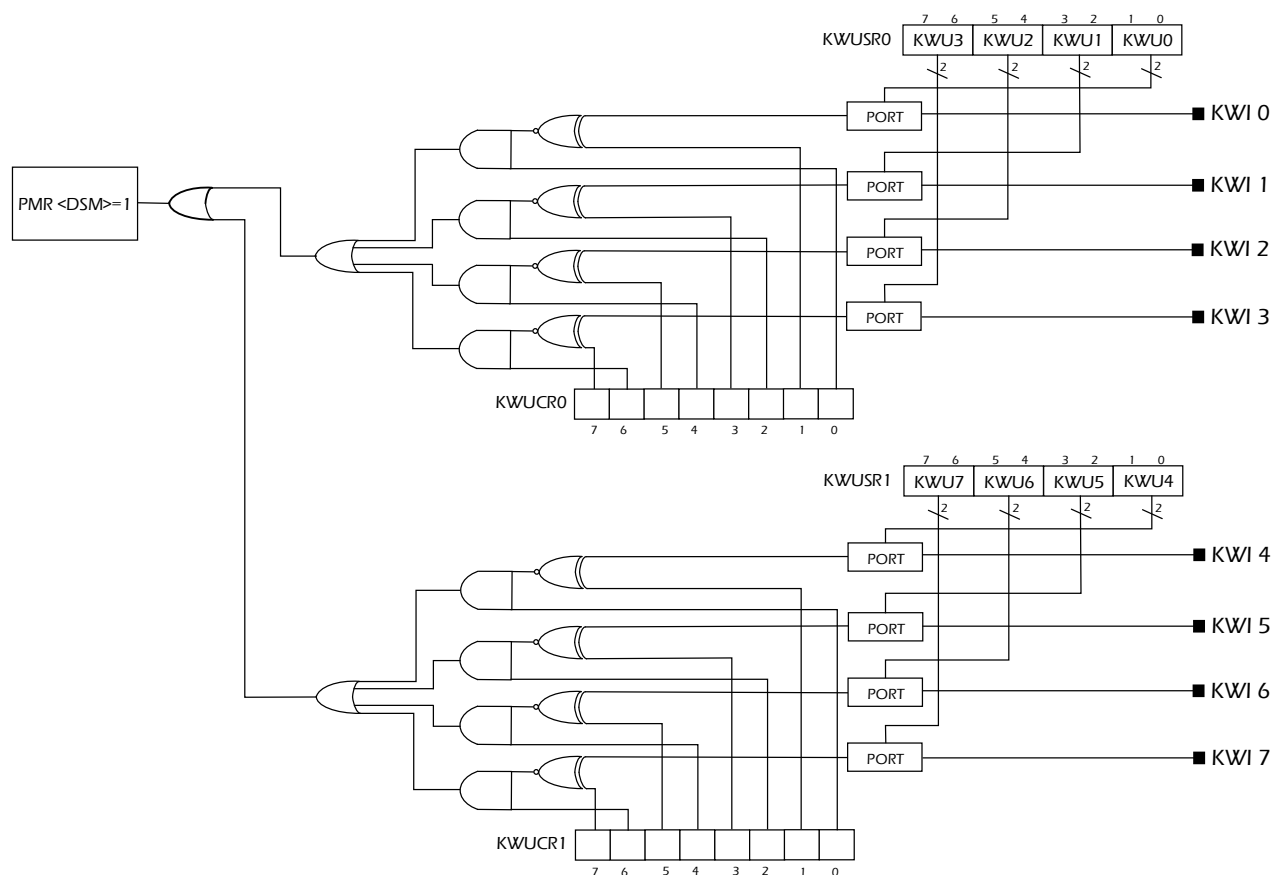 7 6 5 4 3 2 1 0
KWUSR0 KWU3 KWU2 KWU1 KWU0
2 2 2 2
PORT KWI 0
PORT KWI 1
PMR <DSM>=1
PORT KWI 2
PORT KWI 3
KWUCR0
7 6 5 4 3 2 1 0
7 6 5 4 3 2 1 0
KWUSR1 KWU7 KWU6 KWU5 KWU4
2 2 2 2
PORT KWI 4
PORT KWI 5
PORT KWI 6
PORT KWI 7
KWUCR1
7 6 5 4 3 2 1 0